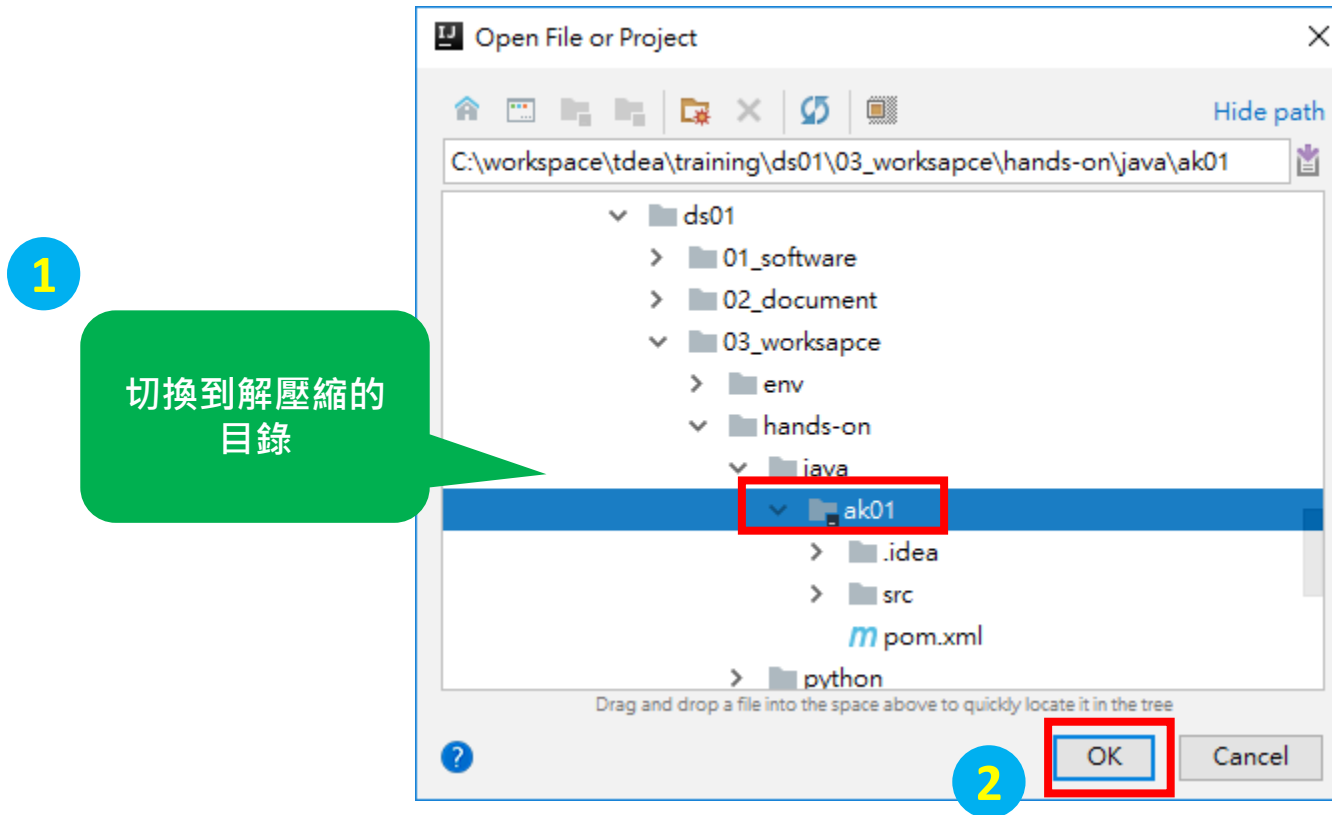 Open File or Project
Hide path
C:\workspace\tdea\training\ds01\03_worksapce\hands-on\java\ak01
ds01
01_software
1
02_document
03_worksapce
切換到解壓縮的
目錄
env
hands-on
java
ak01
.idea
src
pom.xml
python
Drag and drop a file into the space above to quickly locate it in the tree
?
OK
Cancel
2